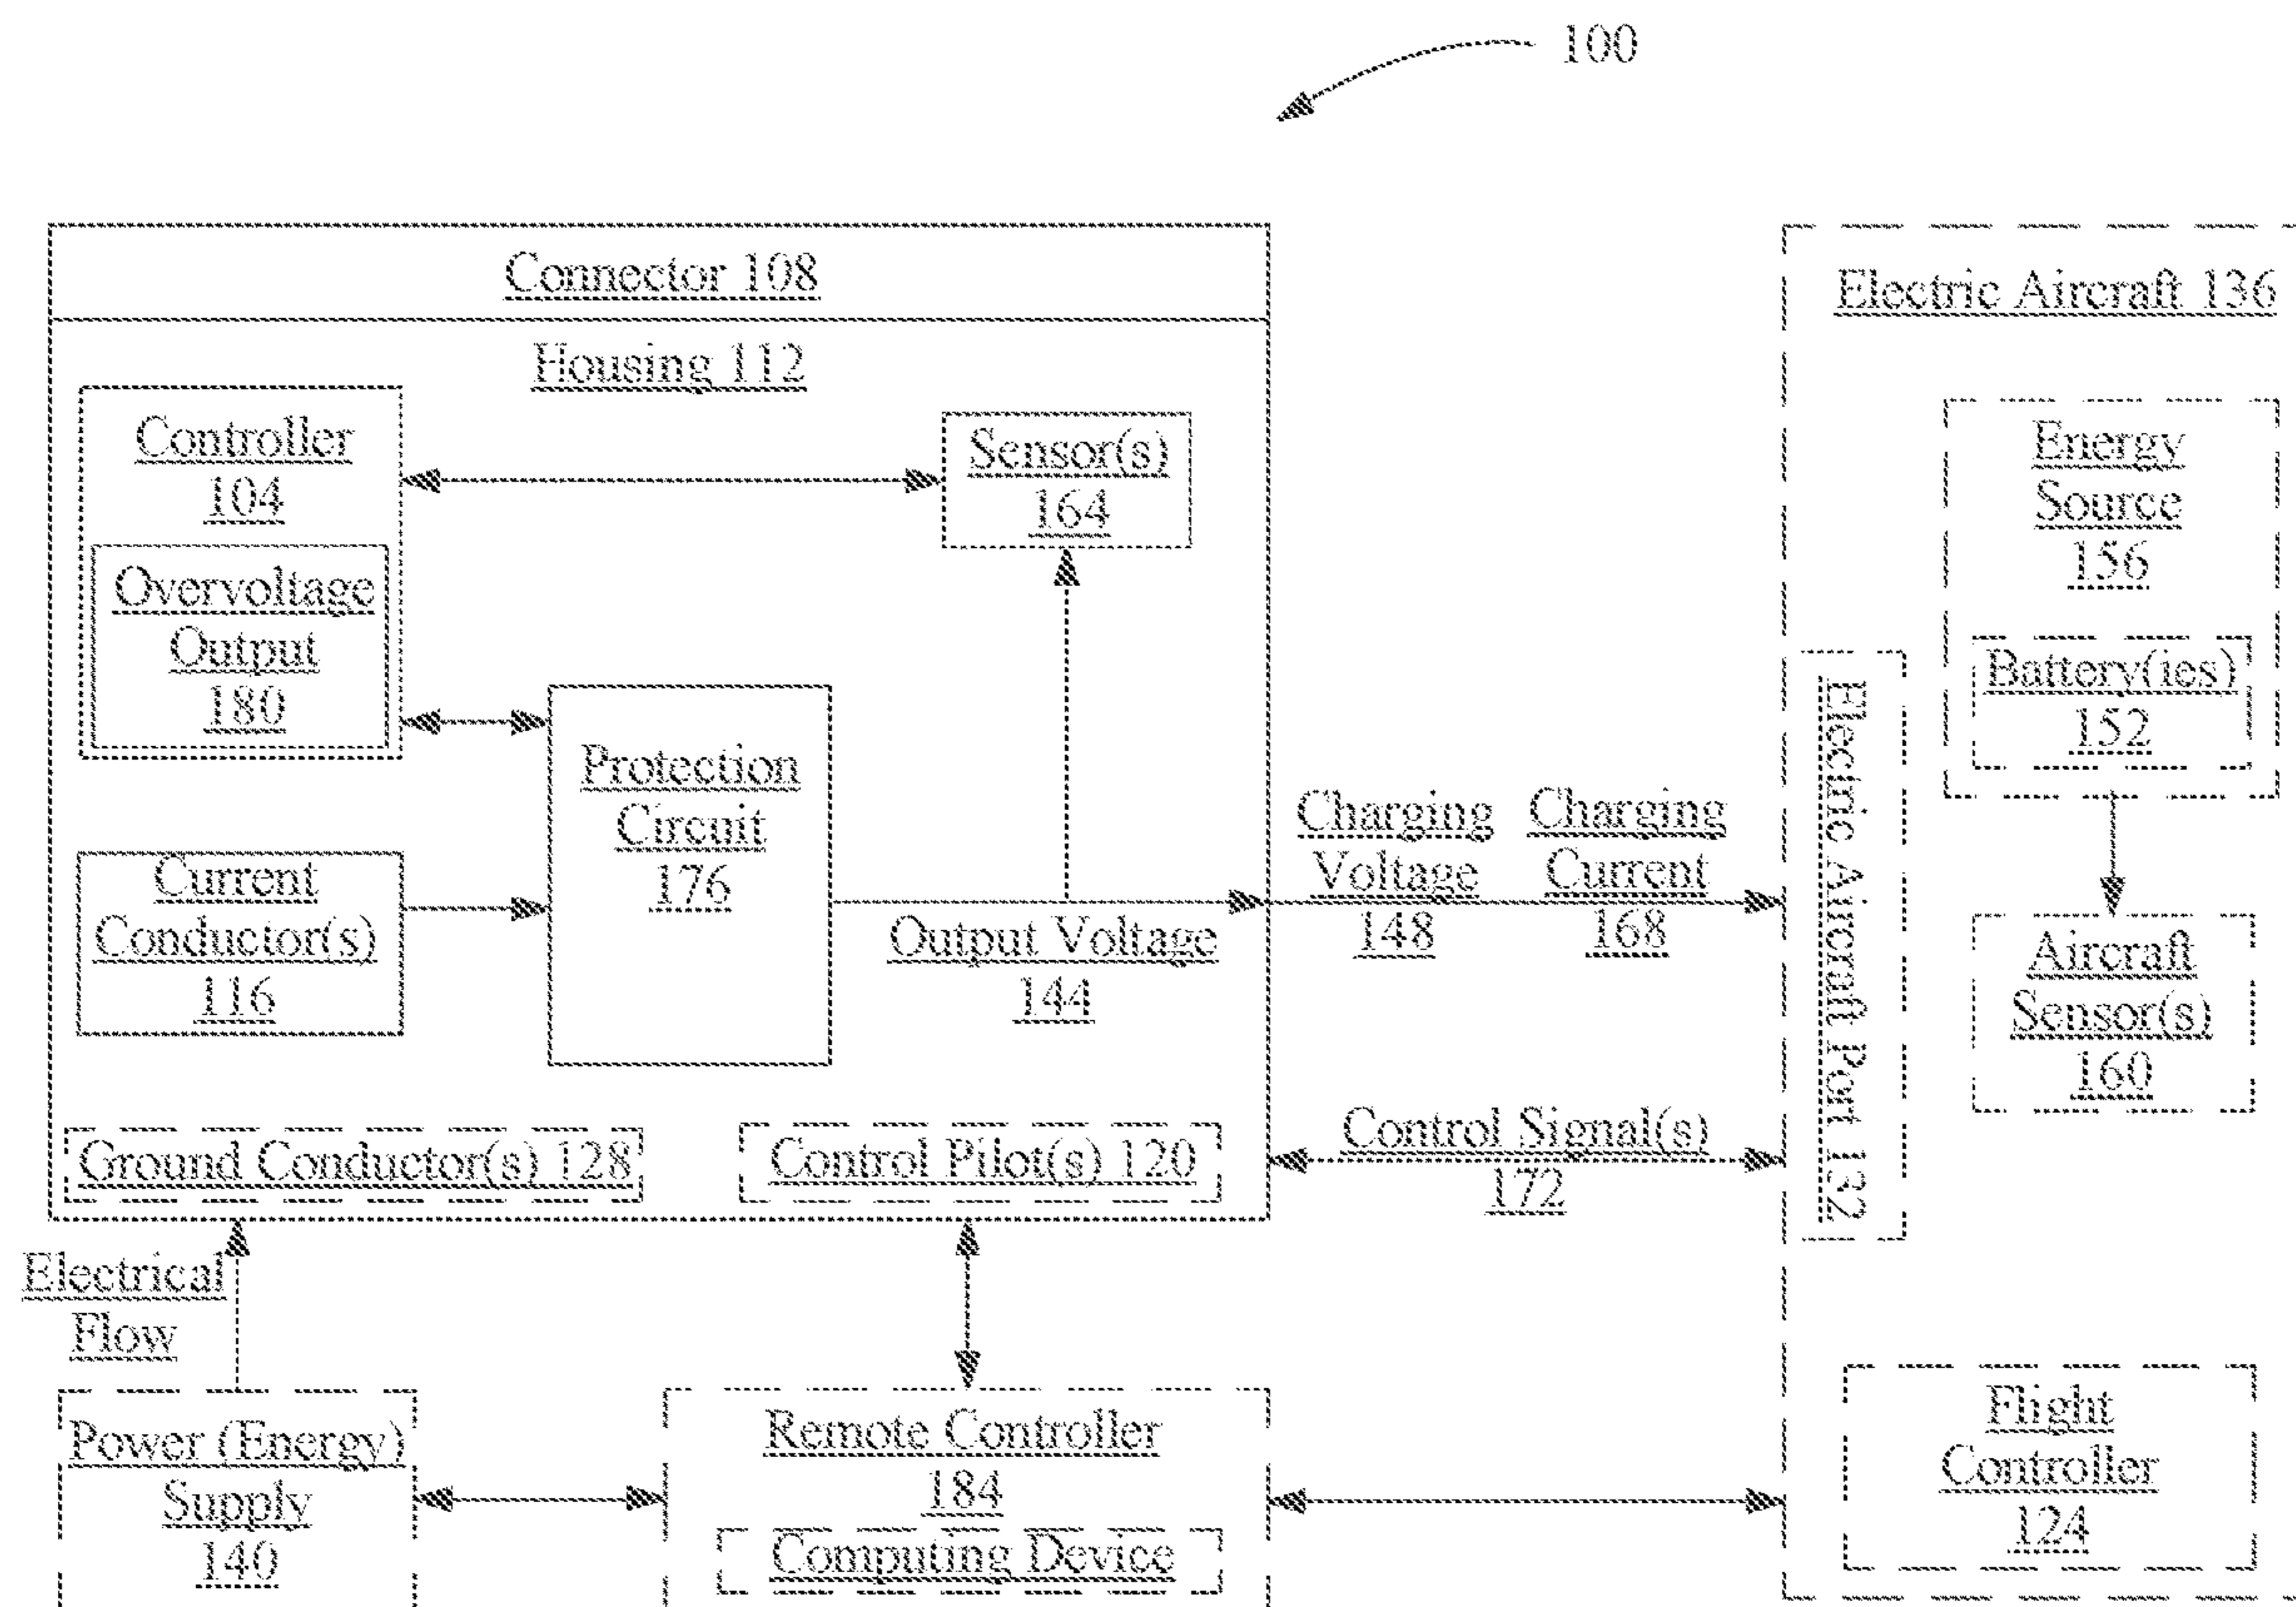 100
Connector 108
Housing 112
Controller
104
Overvoltage
Output
180
Sensor(s)
164
Current
Conductor(s)
116
Protection
Circuit
176
Output Voltage
144
Ground Conductor(s) 128
Control Pilot(s) 120
Charging
Voltage
148
Charging
Current
168
Control Signal(s)
172
Electric Aircraft 136
Energy
Source
156
Battery(ies)
152
Electric Aircraft Port 132
Aircraft
Sensor(s)
160
Flight
Controller
124
Electrical
Flow
Power (Energy)
Supply
140
Remote Controller
184
Computing Device